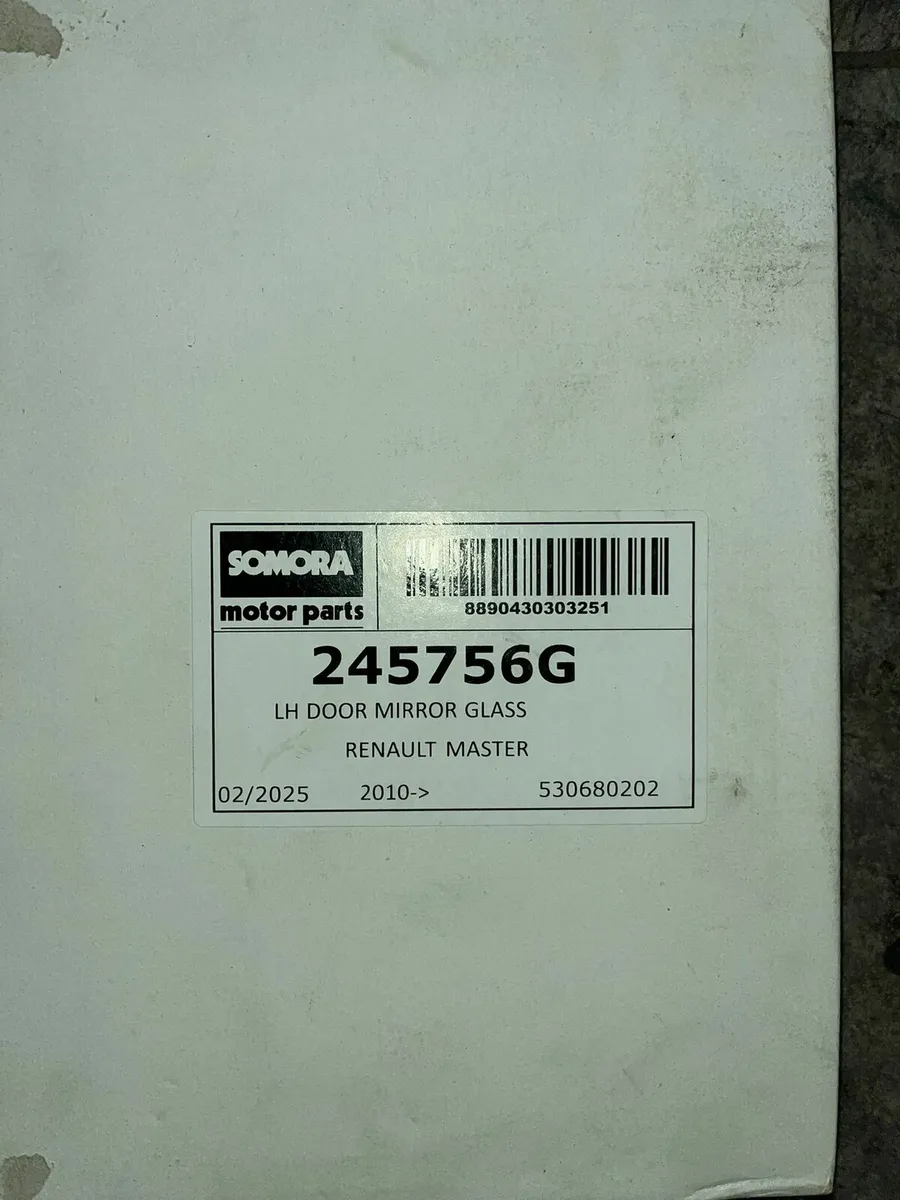 SOMORA
motor parts
8890430303251
245756G
LH DOOR MIRROR GLASS
RENAULT MASTER
02/2025 2010-> 530680202